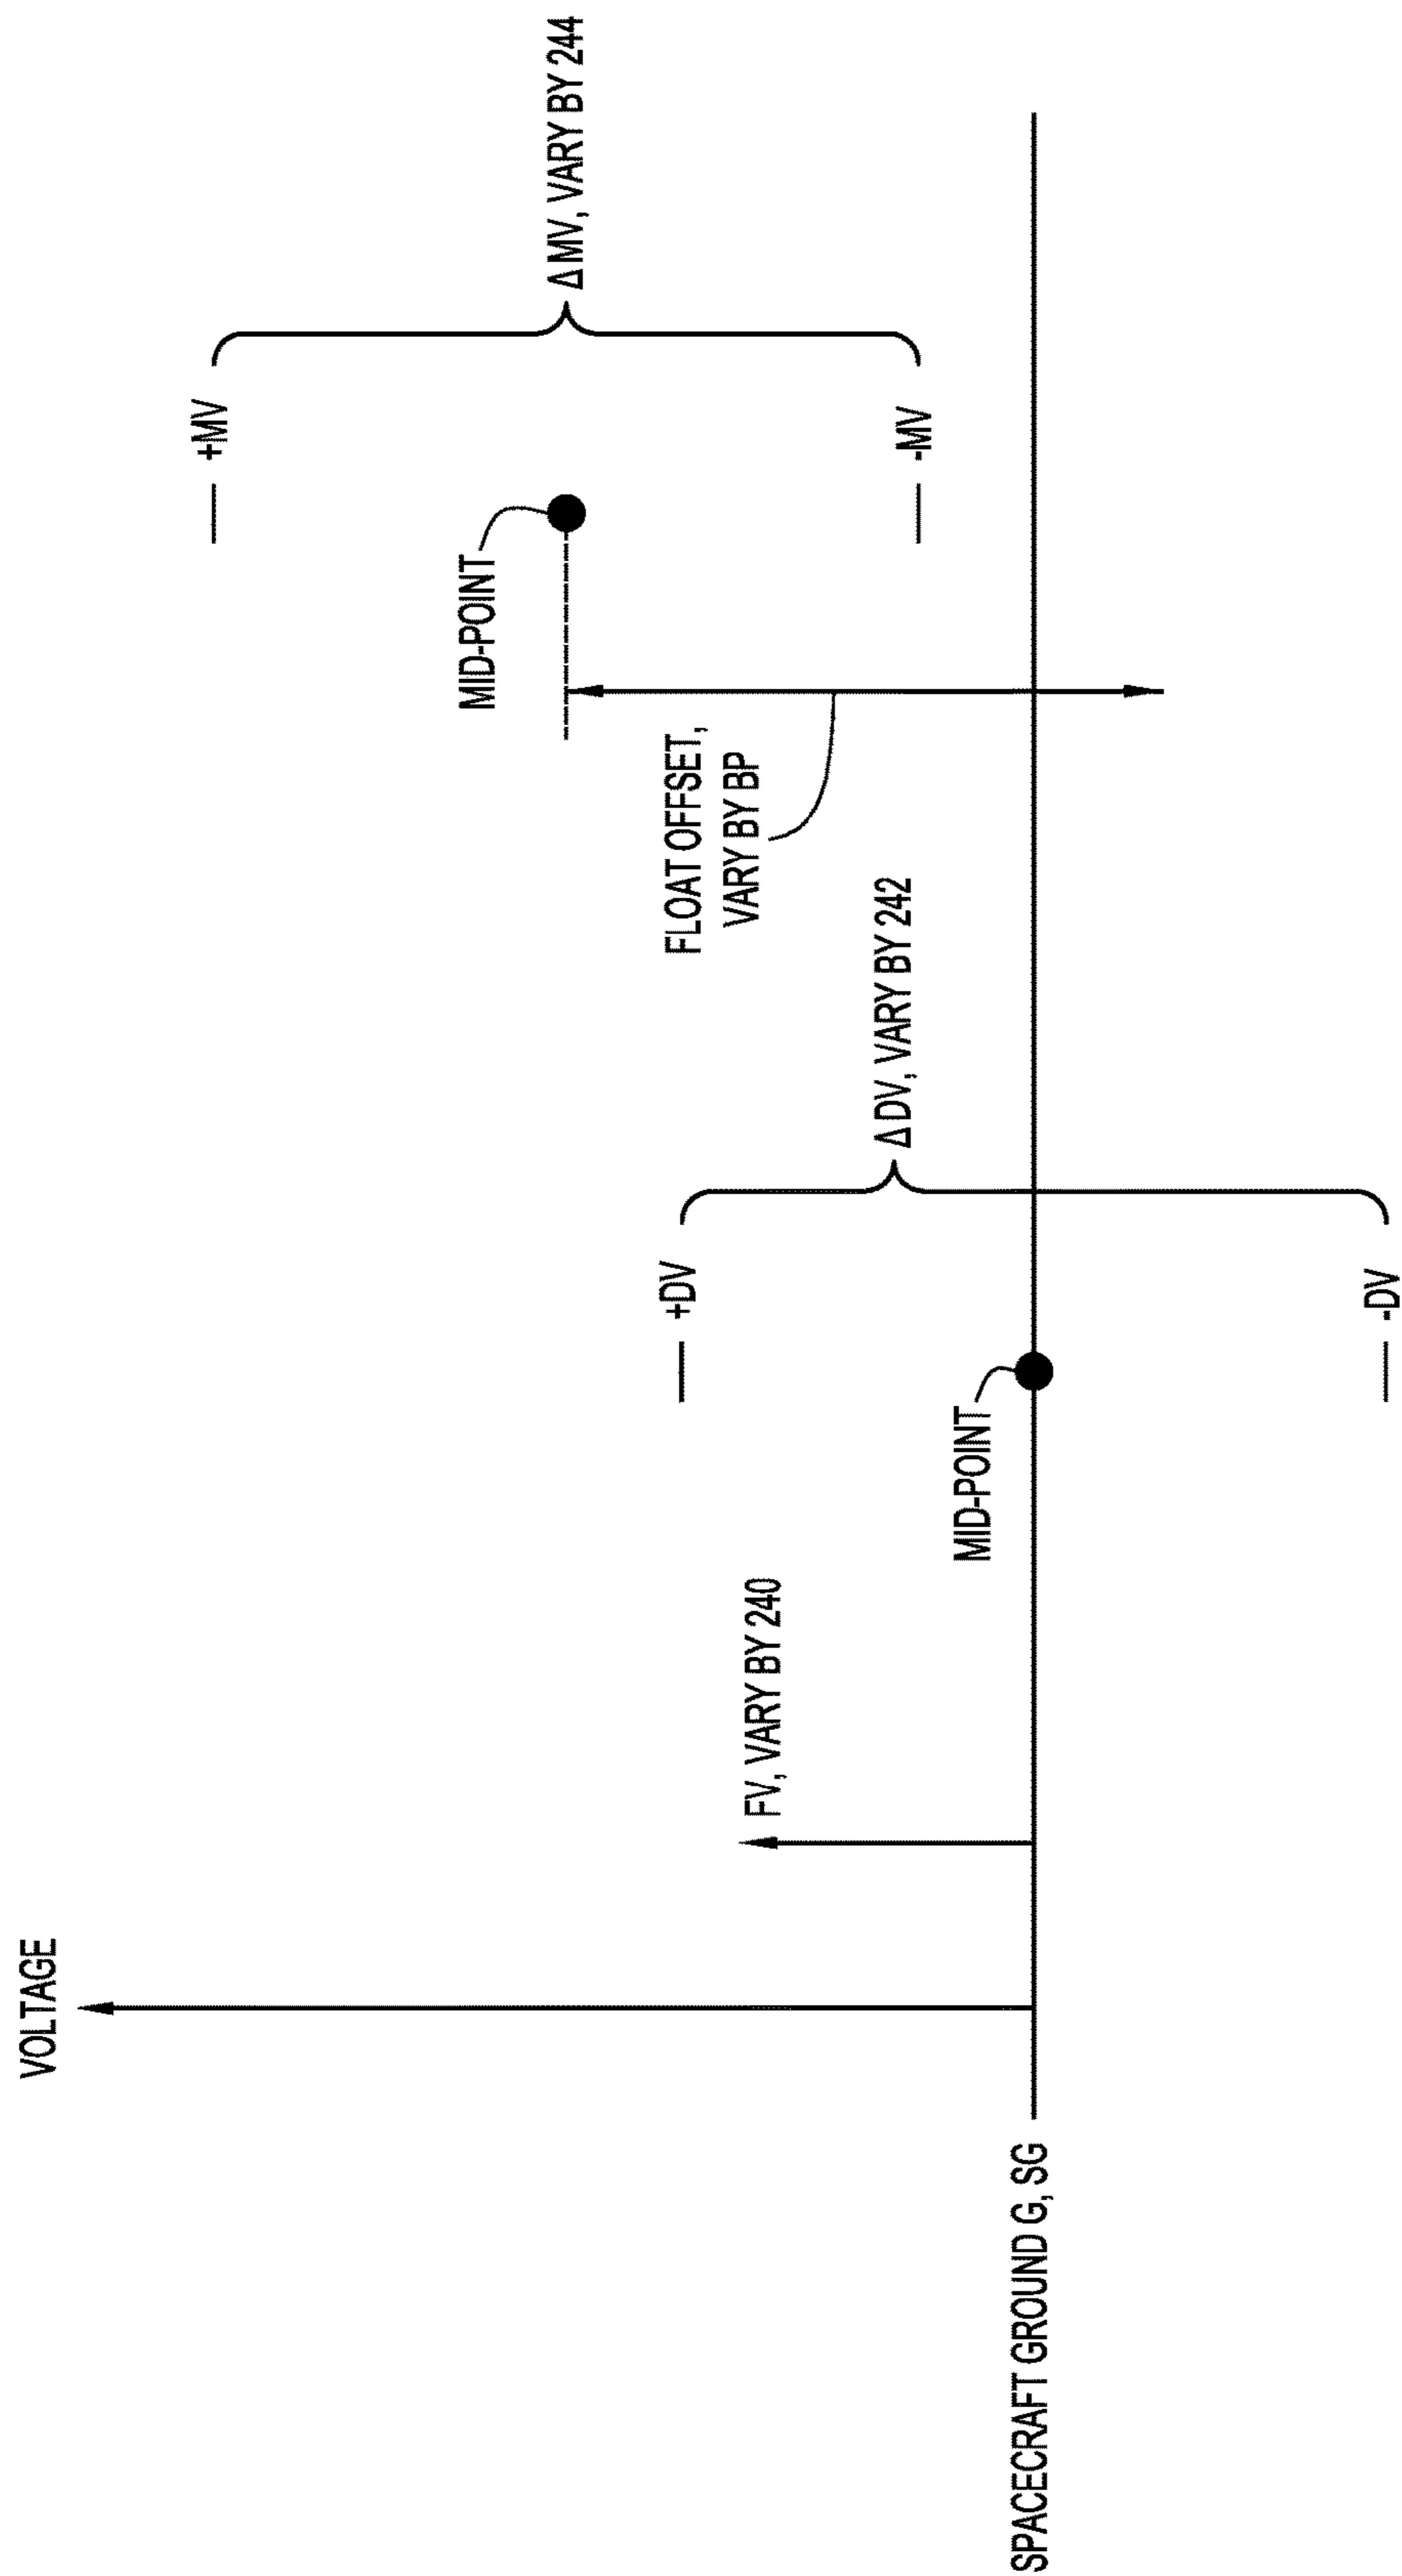 VOLTAGE
SPACECRAFT GROUND G, SG
FV, VARY BY 240
MID-POINT
+DV
-DV
Δ DV, VARY BY 242
FLOAT OFFSET,
VARY BY BP
MID-POINT
+MV
-MV
Δ MV, VARY BY 244